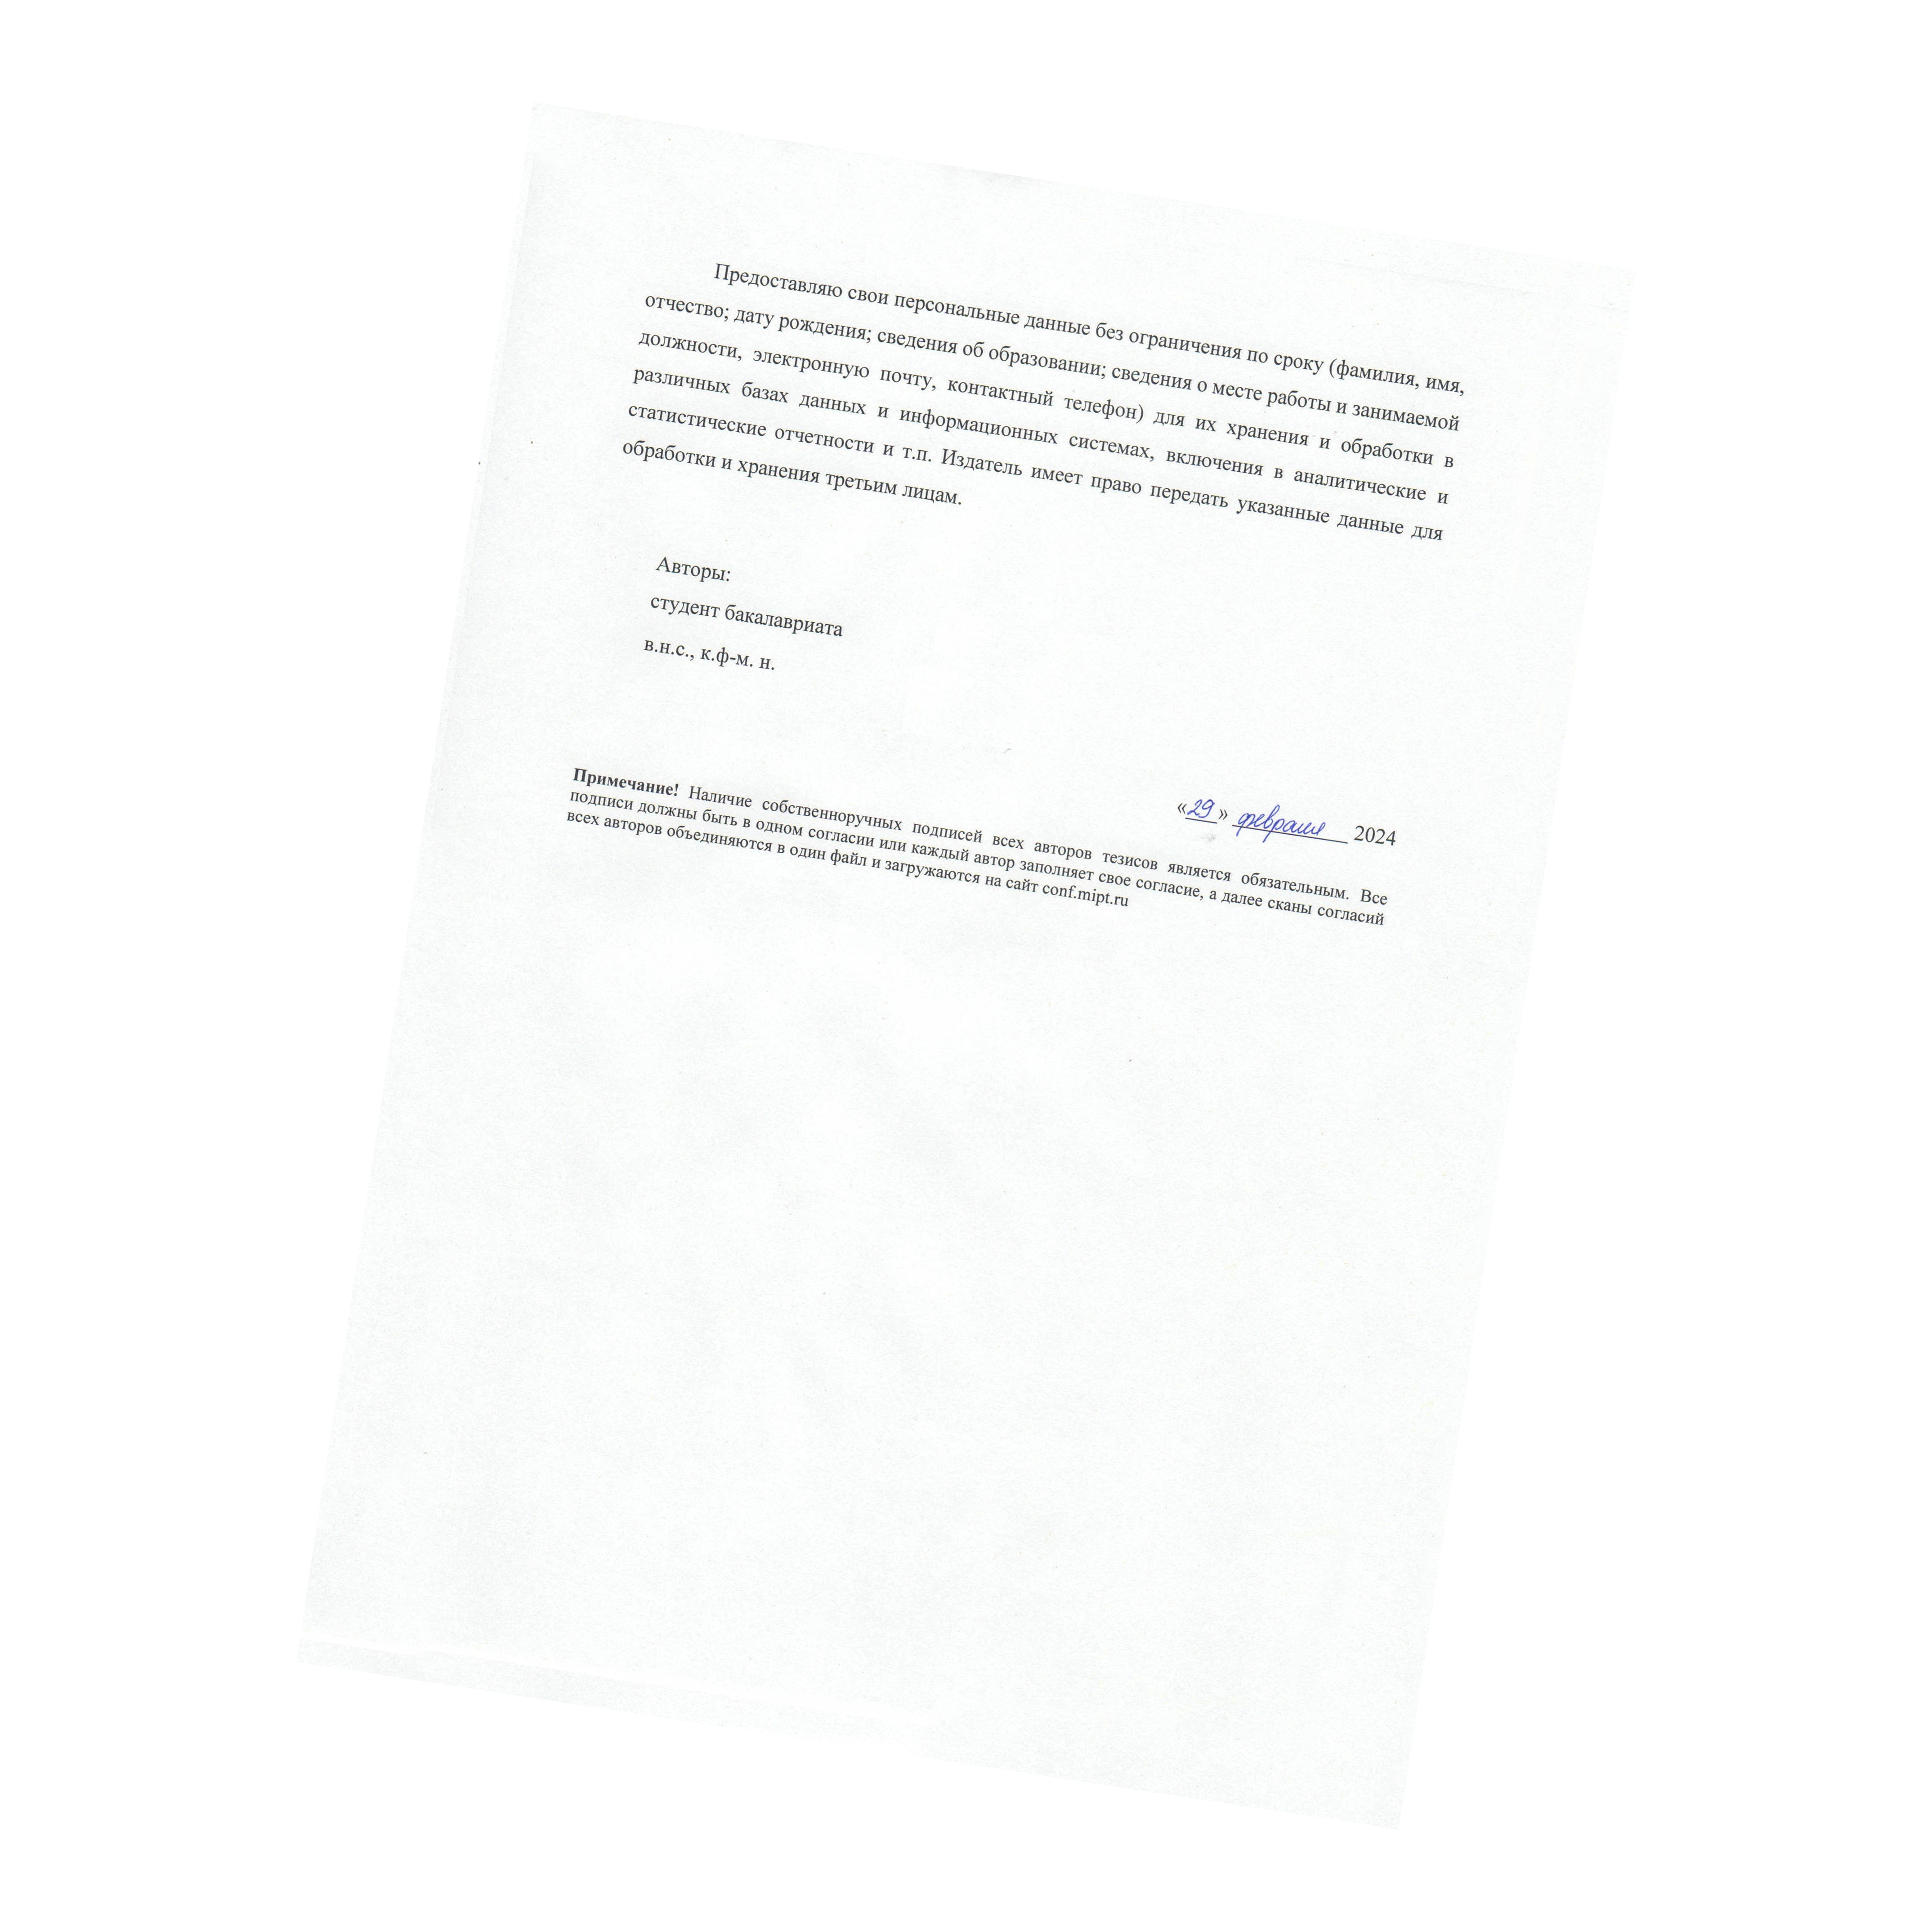 Предоставляю свои персональные данные без ограничения по сроку (фамилия, имя,
отчество; дату рождения; сведения об образовании; сведения о месте работы и занимаемой
должности, электронную почту, контактный телефон) для их хранения и обработки в
различных базах данных и информационных системах, включения в аналитические и
статистические отчетности и т.п. Издатель имеет право передать указанные данные для
обработки и хранения третьим лицам.
Авторы:
студент бакалавриата
в.н.с., к.ф-м. н.
«29» февраля 2024
Примечание! Наличие собственноручных подписей всех авторов тезисов является обязательным. Все
подписи должны быть в одном согласии или каждый автор заполняет свое согласие, а далее сканы согласий
всех авторов объединяются в один файл и загружаются на сайт conf.mipt.ru